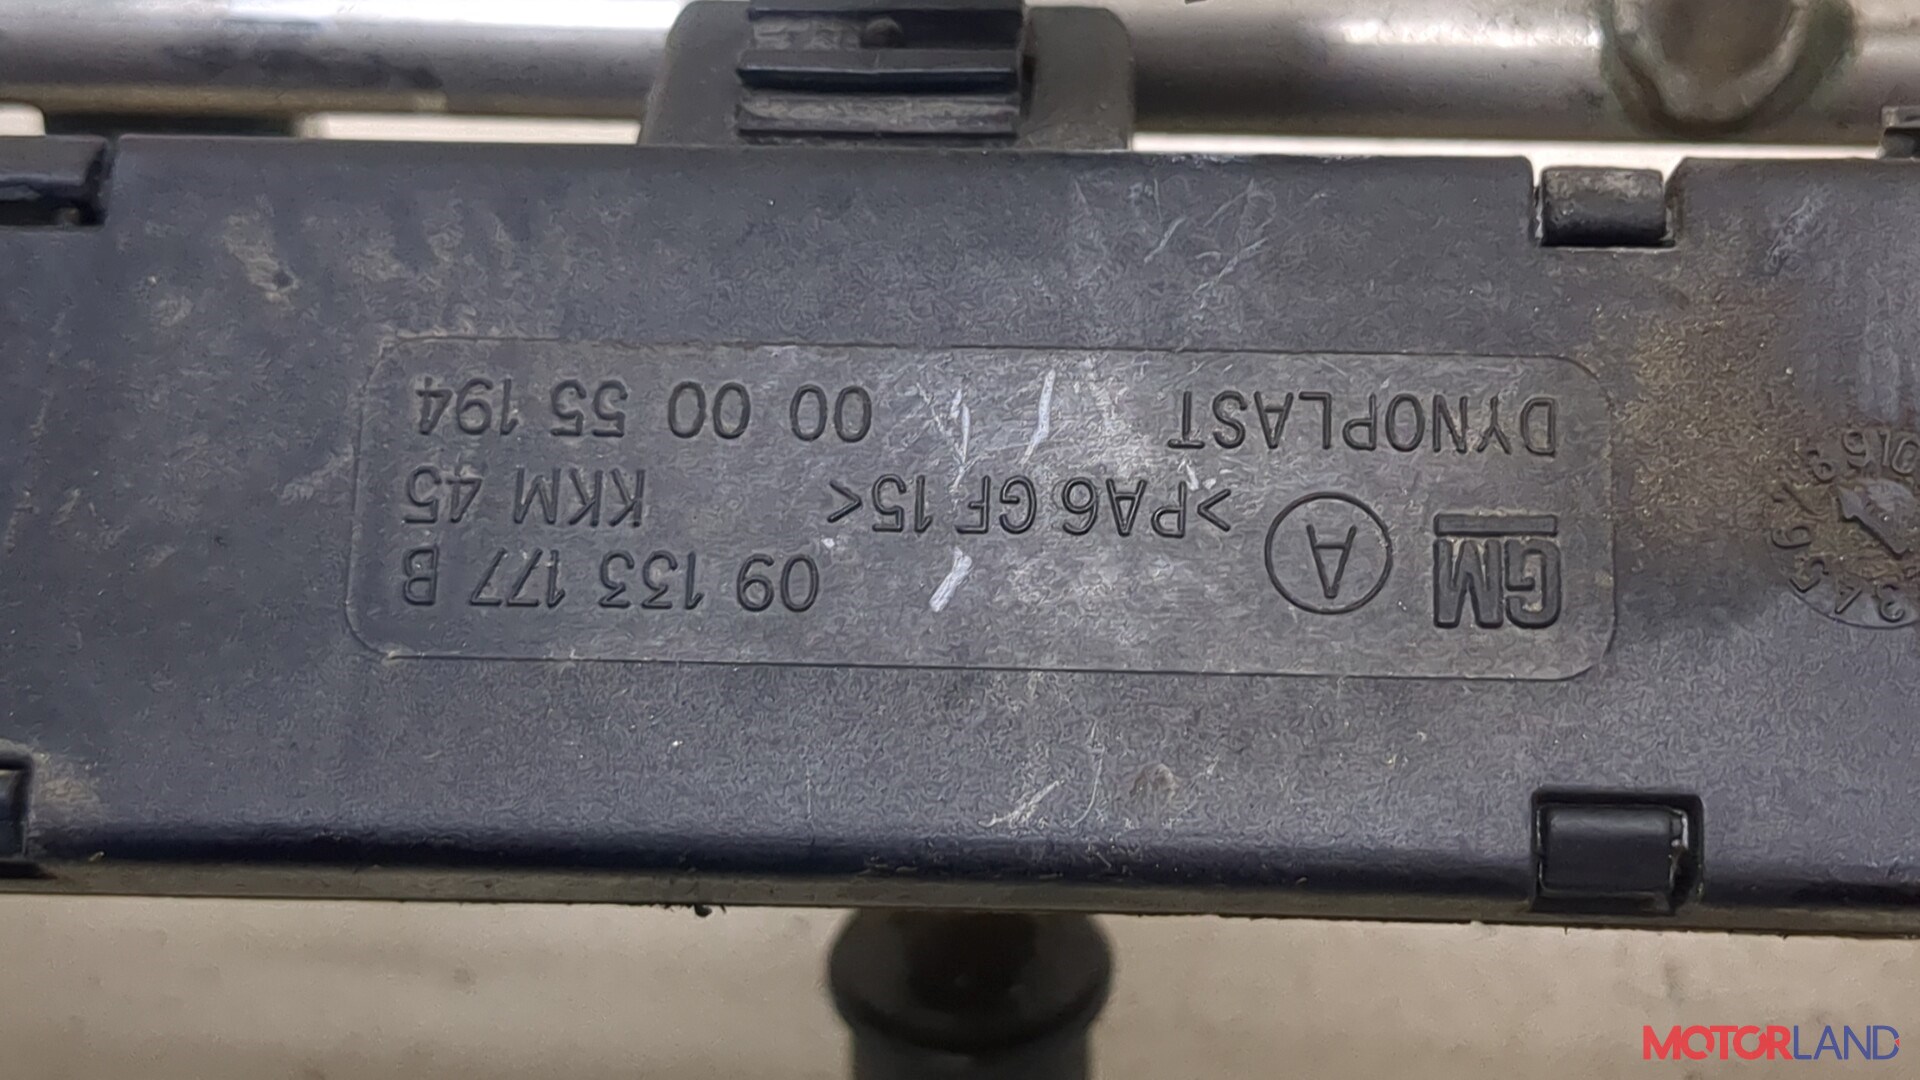 GM A 09 133 177 B
>PA6 GF 15< KKM 45
DYNOPLAST 00 00 55 194
MOTORLAND